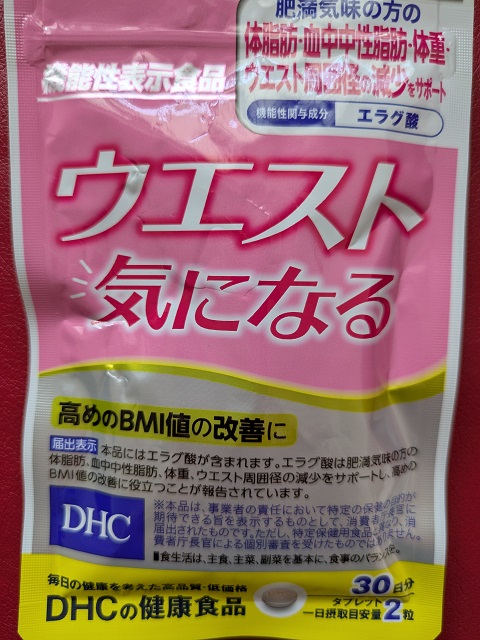 肥満気味の方の
体脂肪・血中中性脂肪・体重・
ウエスト周囲径の減少をサポート
機能性関与成分 エラグ酸
機能性表示食品
ウエスト
気になる
高めのBMI値の改善に
届出表示 本品にはエラグ酸が含まれます。エラグ酸は肥満気味の方の
体脂肪、血中中性脂肪、体重、ウエスト周囲径の減少をサポートし、高めの
BMI値の改善に役立つことが報告されています。
DHC
※本品は、事業者の責任において特定の保健の目的が
期待できる旨を表示するものとして、消費者庁長官に
届出されたものです。ただし、特定保健用食品と異なり、消
費者庁長官による個別審査を受けたものではありません。
■食生活は、主食、主菜、副菜を基本に、食事のバランスを。
毎日の健康を考えた高品質・低価格
DHCの健康食品
30日分
タブレット
一日摂取目安量2粒